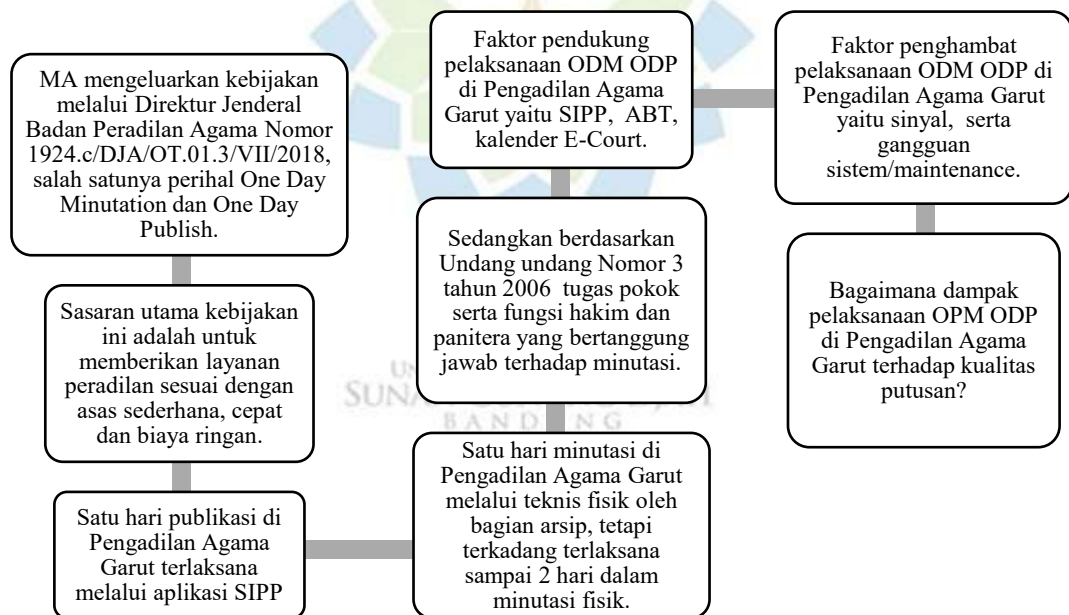 MA mengeluarkan kebijakan
melalui Direktur Jenderal
Badan Peradilan Agama Nomor
1924.c/DJA/OT.01.3/VII/2018,
salah satunya perihal One Day
Minutation dan One Day
Publish.
Sasaran utama kebijakan
ini adalah untuk
memberikan layanan
peradilan sesuai dengan
asas sederhana, cepat
dan biaya ringan.
Satu hari publikasi di
Pengadilan Agama
Garut terlaksana
melalui aplikasi SIPP
Satu hari minutasi di
Pengadilan Agama Garut
melalui teknis fisik oleh
bagian arsip, tetapi
terkadang terlaksana
sampai 2 hari dalam
minutasi fisik.
Sedangkan berdasarkan
Undang undang Nomor 3
tahun 2006 tugas pokok
serta fungsi hakim dan
panitera yang bertanggung
jawab terhadap minutasi.
Faktor pendukung
pelaksanaan ODM ODP
di Pengadilan Agama
Garut yaitu SIPP, ABT,
kalender E-Court.
Faktor penghambat
pelaksanaan ODM ODP di
Pengadilan Agama Garut
yaitu sinyal, serta
gangguan
sistem/maintenance.
Bagaimana dampak
pelaksanaan OPM ODP
di Pengadilan Agama
Garut terhadap kualitas
putusan?
BANDUNG